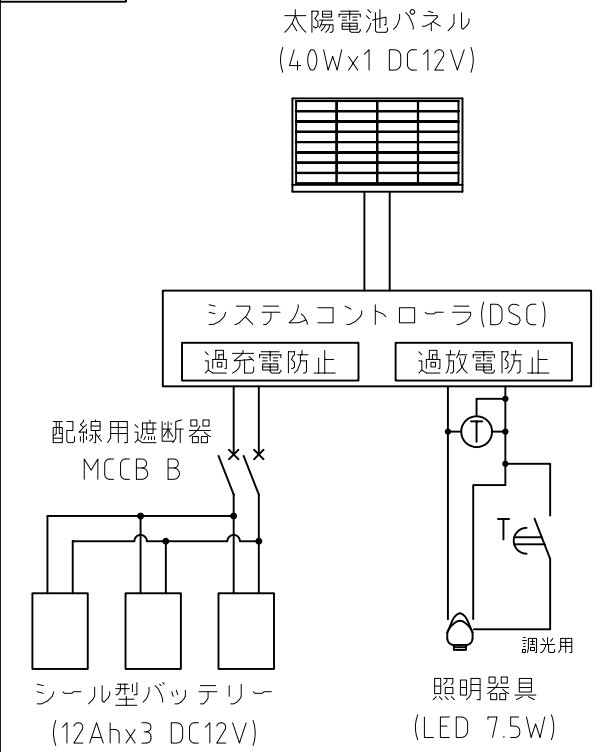 太陽電池パネル
(40Wx1 DC12V)
システムコントローラ(DSC)
過充電防止
過放電防止
配線用遮断器
MCCB B
T
T
調光用
シール型バッテリー
(12Ahx3 DC12V)
照明器具
(LED 7.5W)